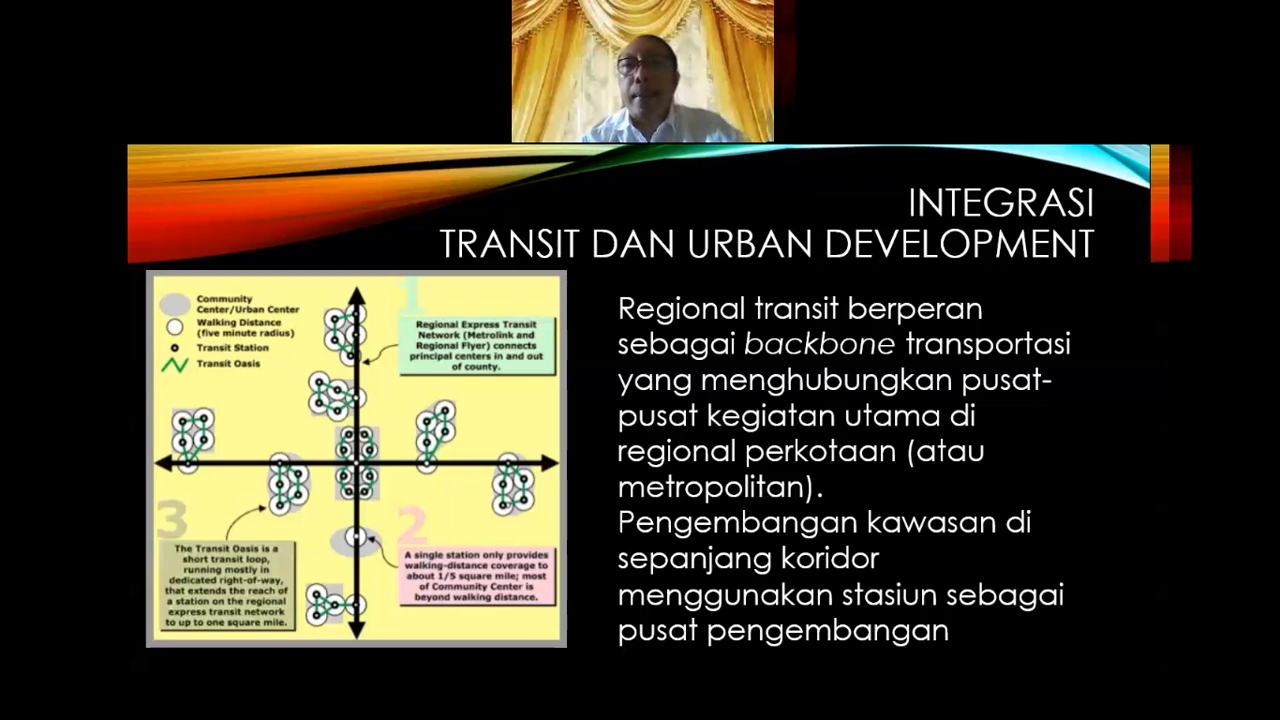 INTEGRASI
TRANSIT DAN URBAN DEVELOPMENT
Community
Center/Urban Center
Walking Distance
(five minute radius)
Transit Station
Transit Oasis
1
Regional Express Transit
Network (Metrolink and
Regional Flyer) connects
principal centers in and out
of county.
3
The Transit Oasis is a
short transit loop,
running mostly in
dedicated right-of-way,
that extends the reach of
a station on the regional
express transit network
to up to one square mile.
2
A single station only provides
walking-distance coverage to
about 1/5 square mile; most
of Community Center is
beyond walking distance.
Regional transit berperan
sebagai backbone transportasi
yang menghubungkan pusat-
pusat kegiatan utama di
regional perkotaan (atau
metropolitan).
Pengembangan kawasan di
sepanjang koridor
menggunakan stasiun sebagai
pusat pengembangan